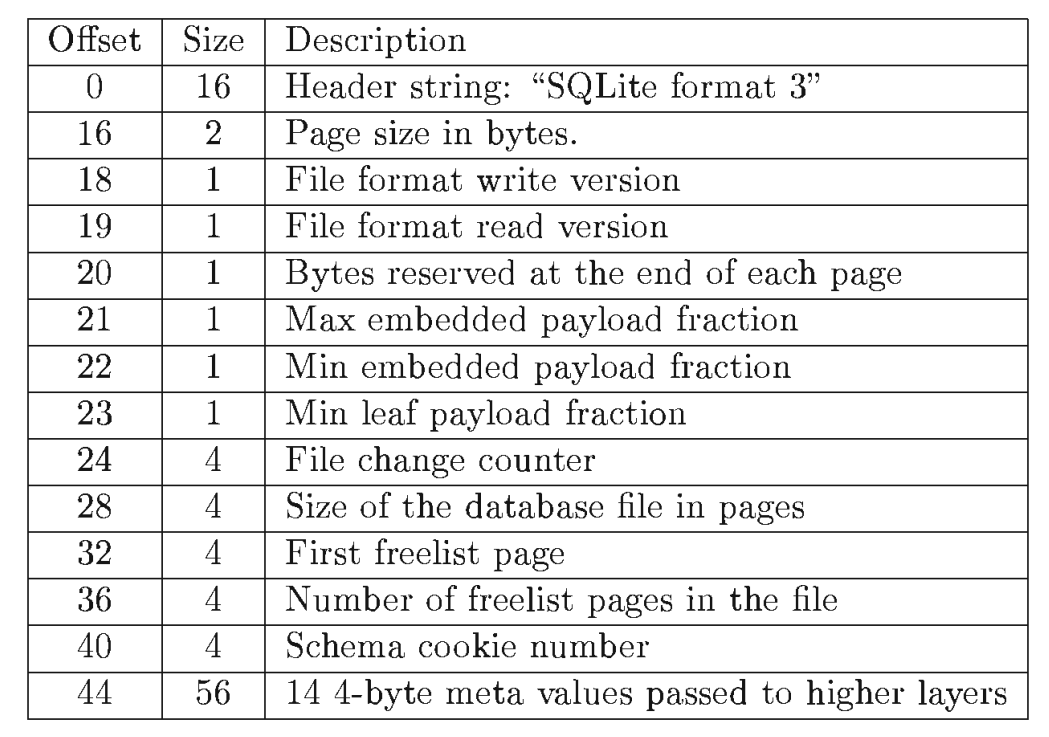 Offset Size Description
0 16 Header string: “SQLite format 3”
16 2 Page size in bytes.
18 1 File format write version
19 1 File format read version
20 1 Bytes reserved at the end of each page
21 1 Max embedded payload fraction
22 1 Min embedded payload fraction
23 1 Min leaf payload fraction
24 4 File change counter
28 4 Size of the database file in pages
32 4 First freelist page
36 4 Number of freelist pages in the file
40 4 Schema cookie number
44 56 14 4-byte meta values passed to higher layers